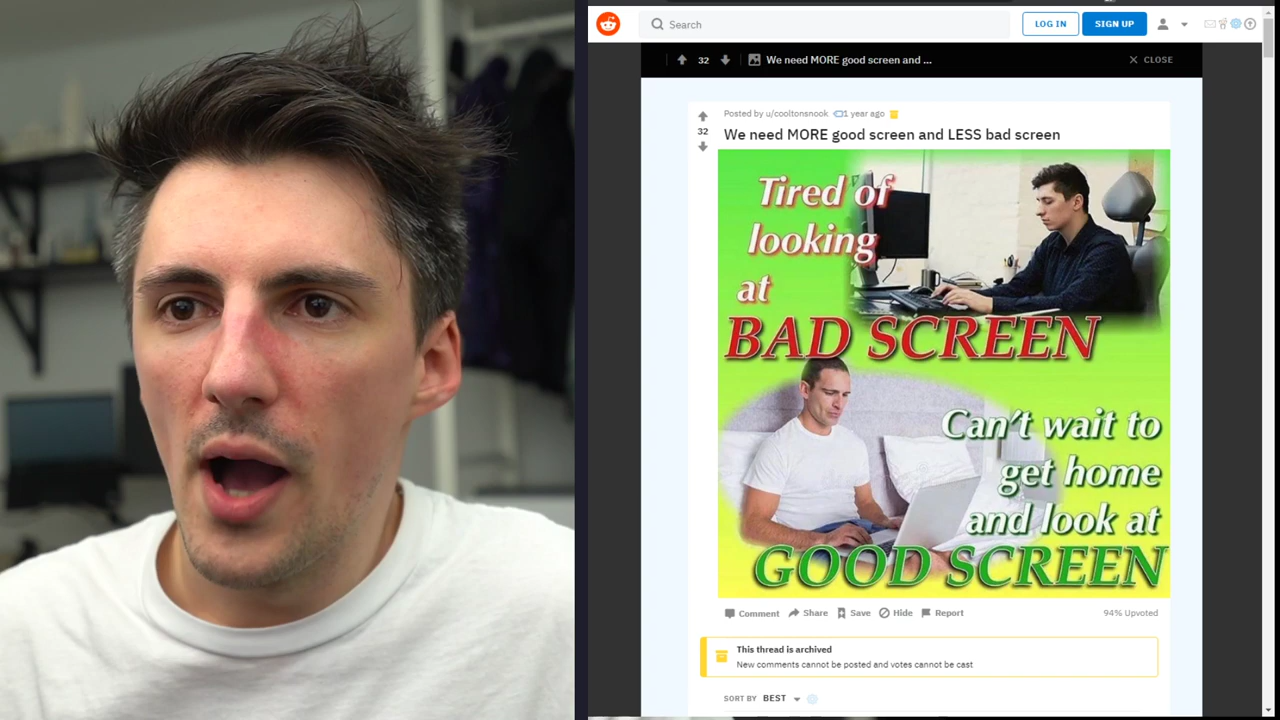 Search
LOG IN
SIGN UP
32
We need MORE good screen and ...
CLOSE
Posted by u/cooltonsnook
1 year ago
32
We need MORE good screen and LESS bad screen
Tired of
looking
at
BAD SCREEN
Can't wait to
get home
and look at
GOOD SCREEN
Comment
Share
Save
Hide
Report
94% Upvoted
This thread is archived
New comments cannot be posted and votes cannot be cast
SORT BY BEST